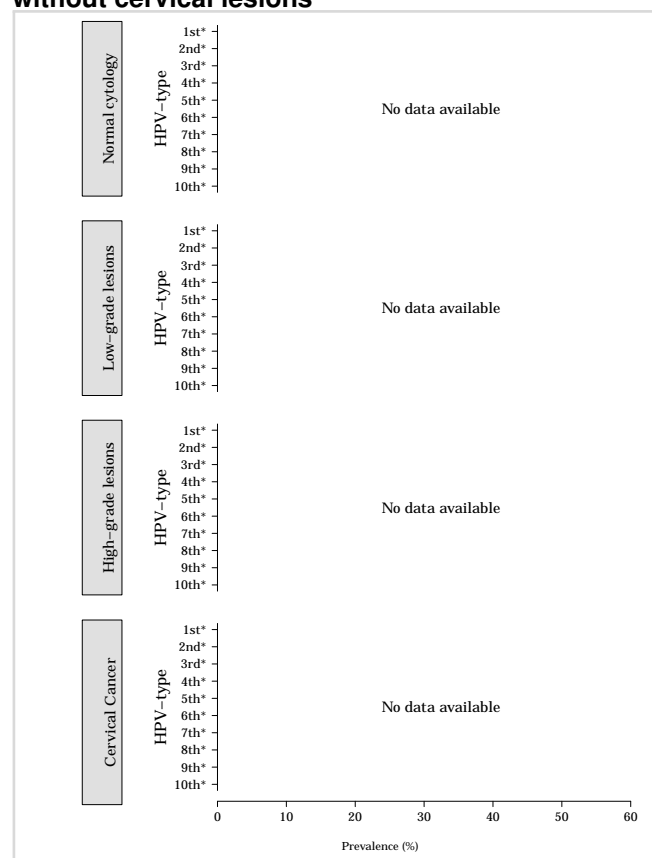 without cervical lesions
Normal cytology
HPV−type
1st*
2nd*
3rd*
4th*
5th*
6th*
7th*
8th*
9th*
10th*
No data available
Low−grade lesions
HPV−type
1st*
2nd*
3rd*
4th*
5th*
6th*
7th*
8th*
9th*
10th*
No data available
High−grade lesions
HPV−type
1st*
2nd*
3rd*
4th*
5th*
6th*
7th*
8th*
9th*
10th*
No data available
Cervical Cancer
HPV−type
1st*
2nd*
3rd*
4th*
5th*
6th*
7th*
8th*
9th*
10th*
No data available
0 10 20 30 40 50 60
Prevalence (%)